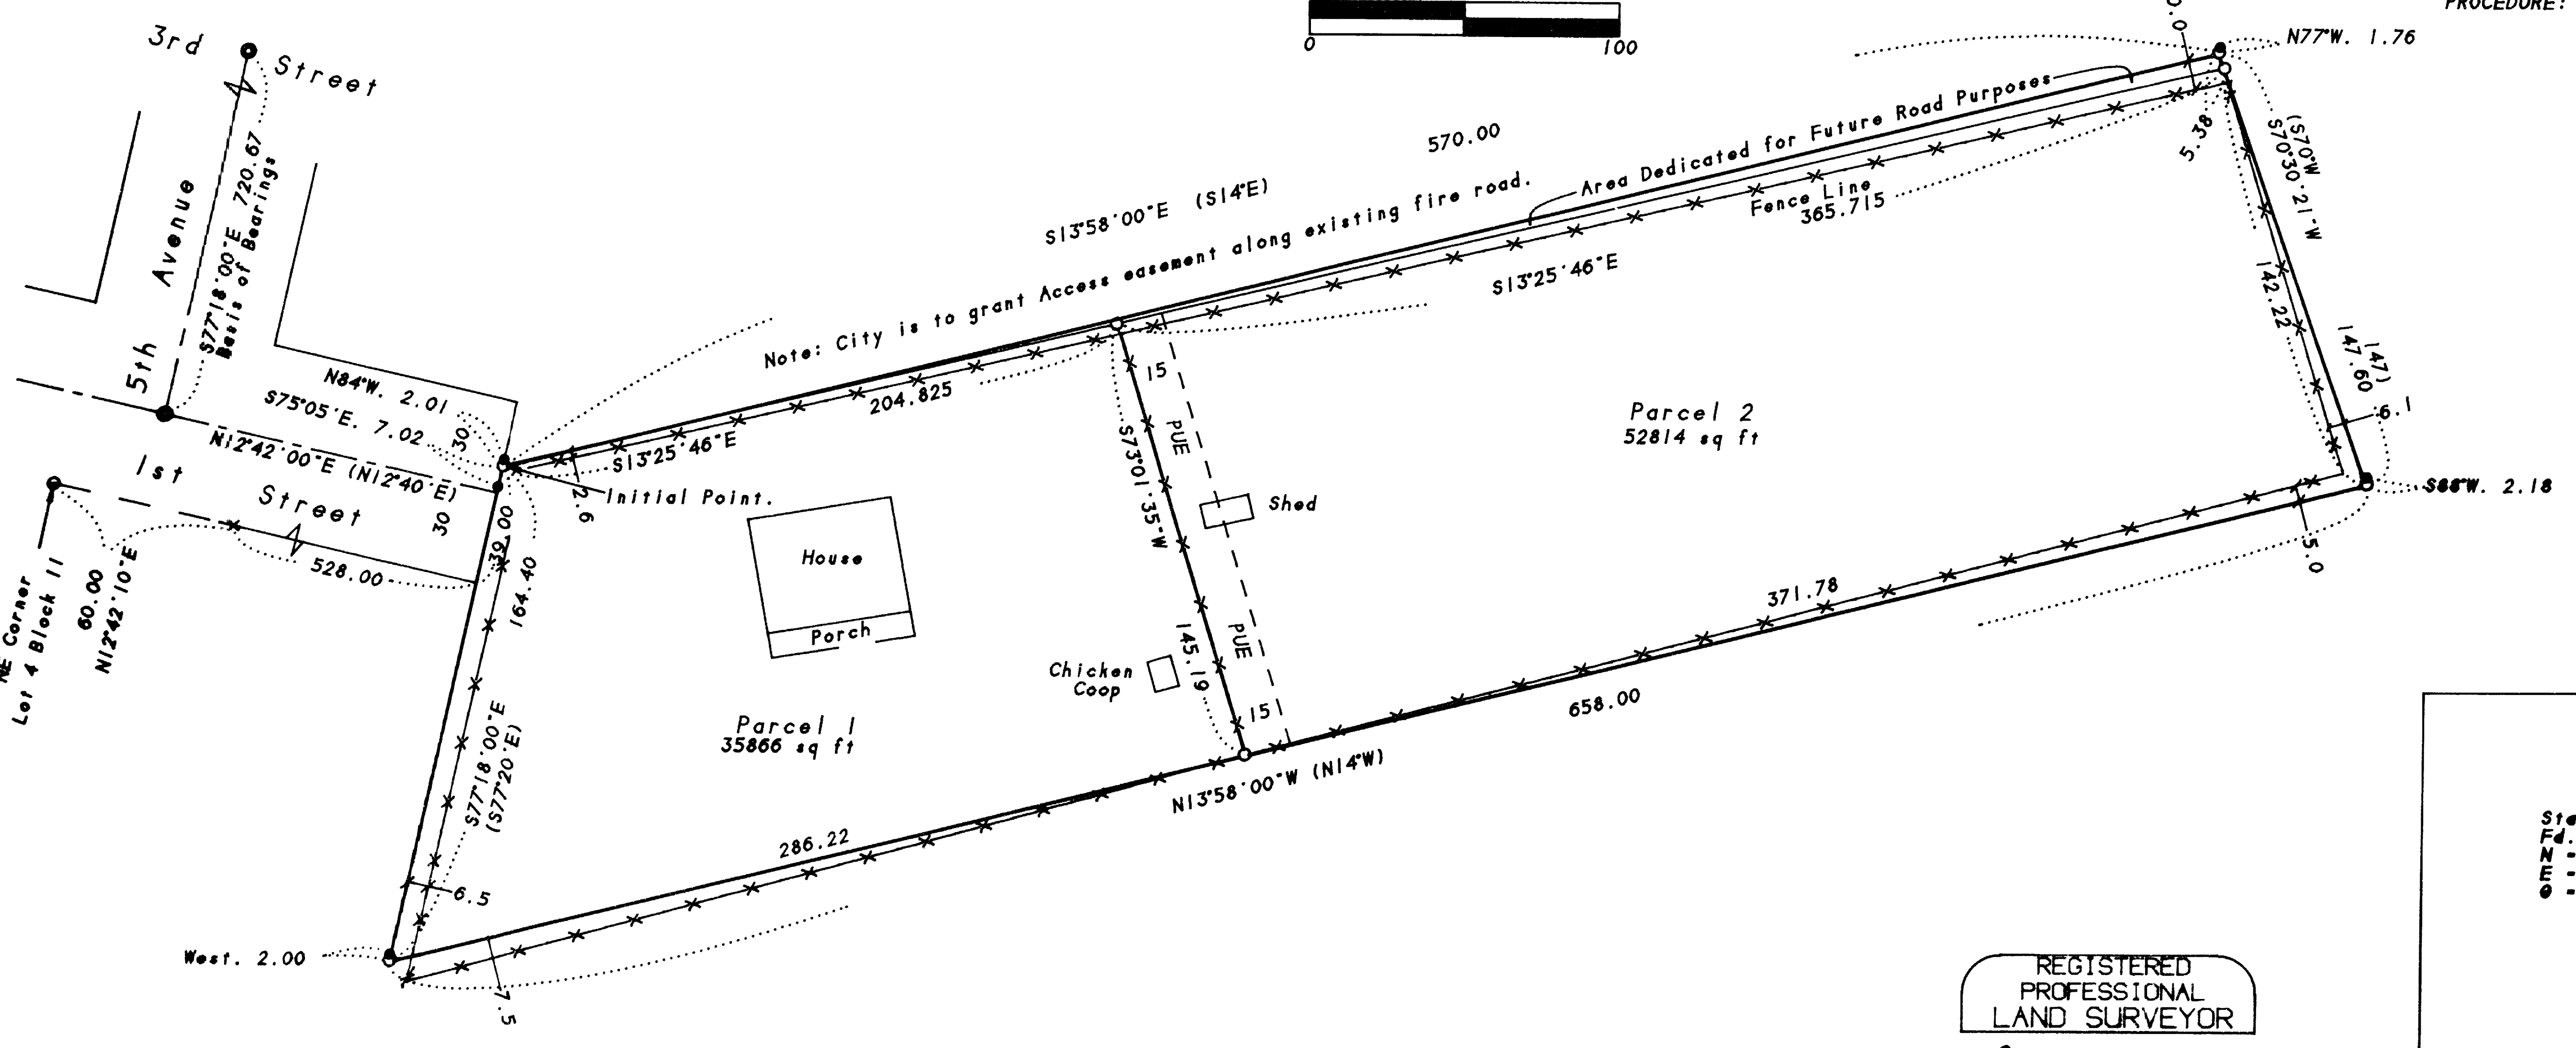 PROCEDURE:
3rd Street
0 100
N77°W. 1.76
S77°18'00"E 720.67
Basis of Bearings
5th Avenue
570.00
S13°58'00"E (S14°E)
Note: City is to grant Access easement along existing fire road.
Area Dedicated for Future Road Purposes
Fence Line
365.715
S13°25'46"E
5.38
(S70°W
S70°30'21"W
142.22
147)
147.60
6.1
S68°W. 2.18
5.0
N84°W. 2.01
S75°05'E. 7.02
30
N12°42'00"E (N12°40'E)
1st Street
30
39.00
528.00
164.40
204.825
S13°25'46"E
Initial Point.
2.6
NE Corner
Lot 4 Block 11
60.00
N12°42'10"E
House
Porch
15
PUE
S73°01'35"W
Shed
Parcel 2
52814 sq ft
Chicken
Coop
145.19
PUE
15
Parcel 1
35866 sq ft
371.78
658.00
N13°58'00"W (N14°W)
286.22
S77°18'00"E
(S77°20'E)
6.5
West. 2.00
7.5
Fd.
N -
E -
REGISTERED
PROFESSIONAL
LAND SURVEYOR